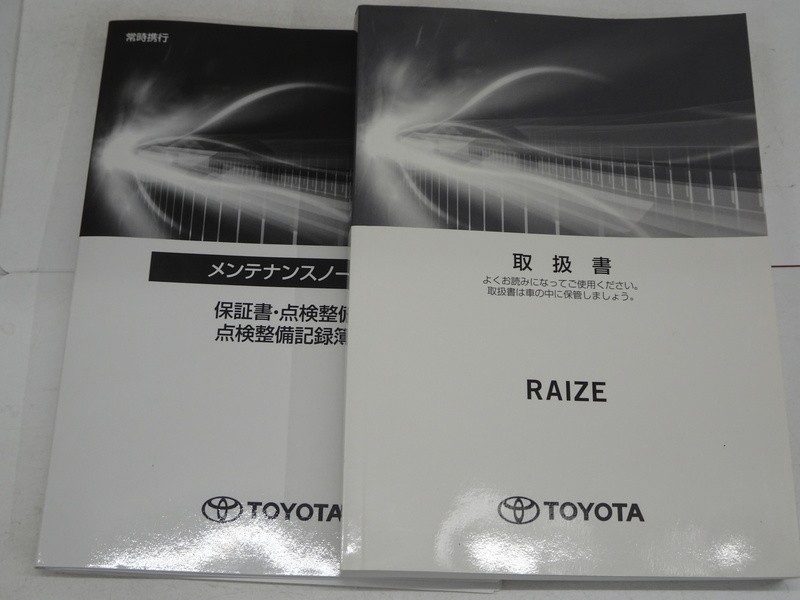 常時携行
メンテナンスノー
保証書・点検整備
点検整備記録簿
TOYOTA
取扱書
よくお読みになってご使用ください。
取扱書は車の中に保管しましょう。
RAIZE
TOYOTA